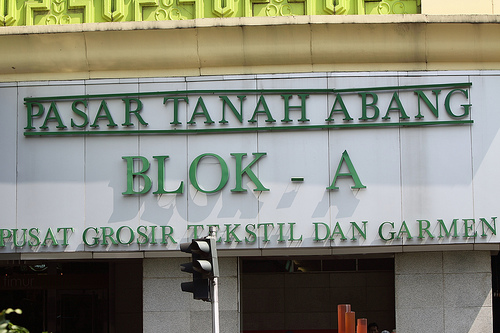 PASAR TANAH ABANG
BLOK - A
PUSAT GROSIR TEKSTIL DAN GARMEN